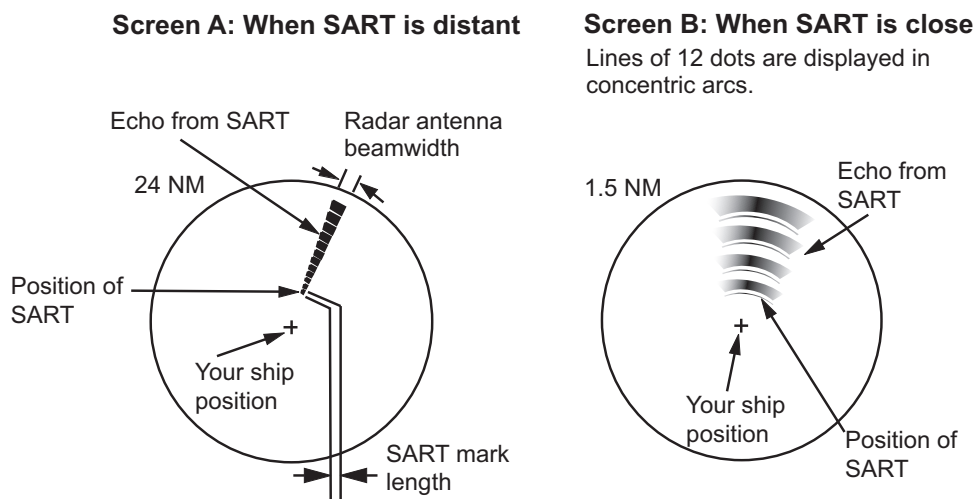 Screen A: When SART is distant
Echo from SART
Radar antenna
beamwidth
24 NM
Position of
SART
Your ship
position
SART mark
length
Screen B: When SART is close
Lines of 12 dots are displayed in
concentric arcs.
1.5 NM
Echo from
SART
Your ship
position
Position of
SART